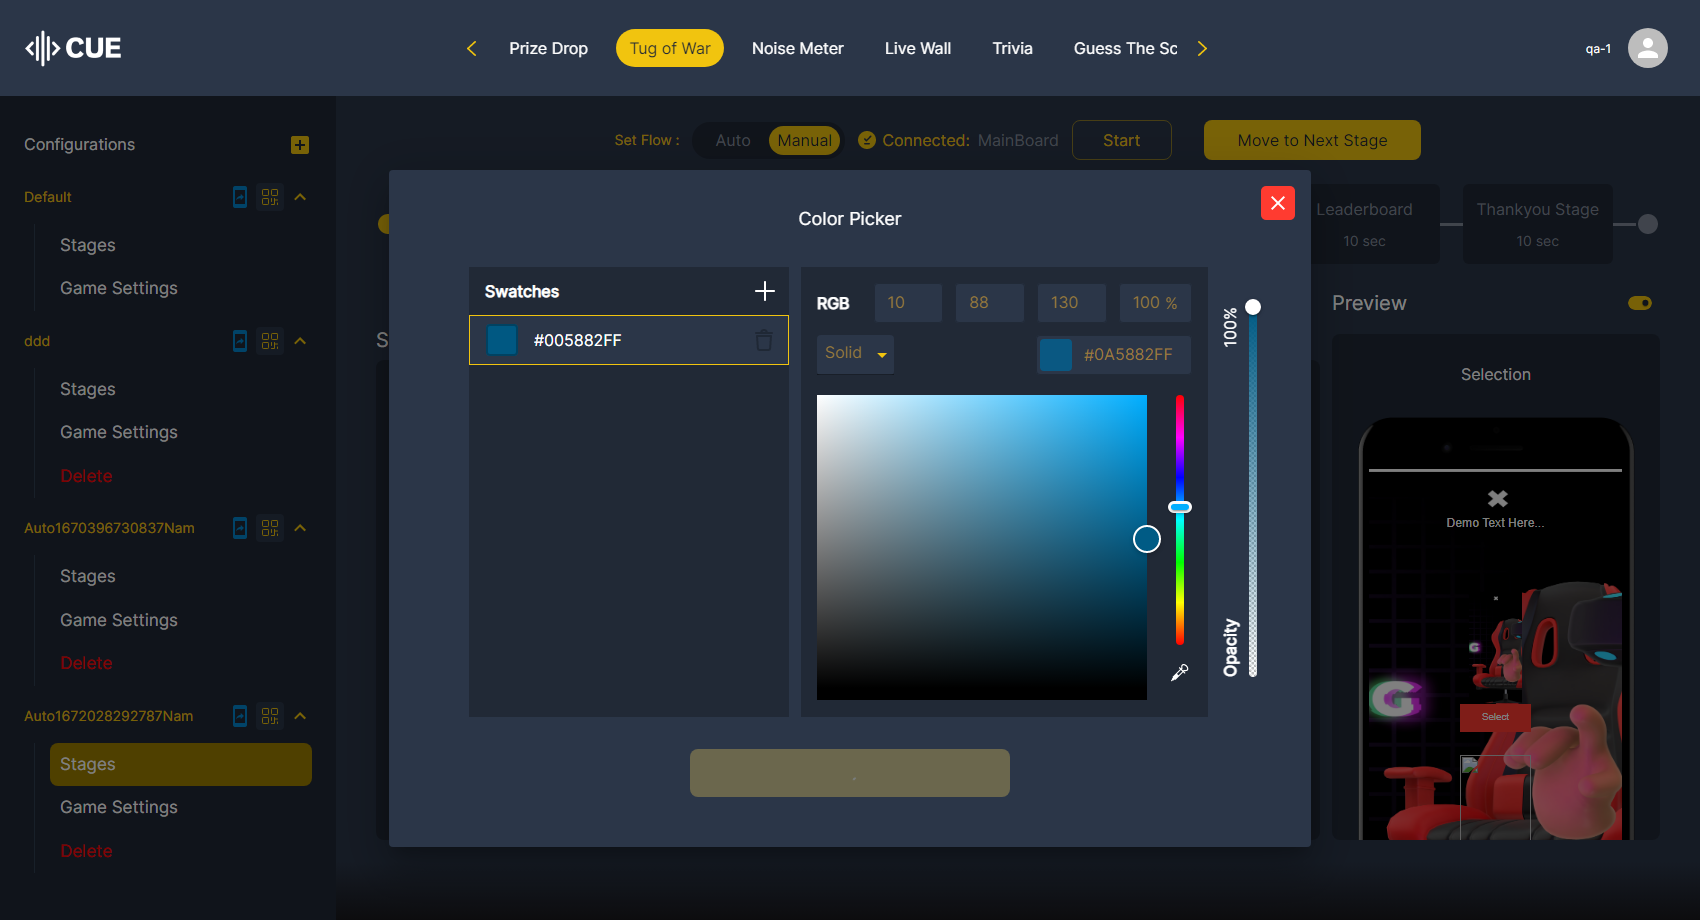 CUE
Prize Drop
Tug of War
Noise Meter
Live Wall
Trivia
Guess The Sc
qa-1
Configurations
Default
Stages
Game Settings
ddd
Stages
Game Settings
Delete
Auto1670396730837Nam
Stages
Game Settings
Delete
Auto1672028292787Nam
Stages
Game Settings
Delete
Set Flow :
Auto
Manual
Connected: MainBoard
Start
Move to Next Stage
Leaderboard
10 sec
Thankyou Stage
10 sec
S
Color Picker
Swatches
#005882FF
RGB
10
88
130
100 %
Solid
#0A5882FF
100%
Opacity
Preview
Selection
Demo Text Here...
G
G
Select